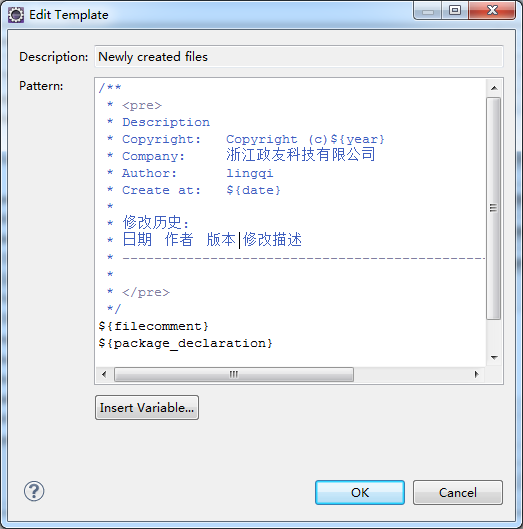 Edit Template
Description: Newly created files
Pattern:
/**
 * <pre>
 * Description
 * Copyright:   Copyright (c)${year}
 * Company:     浙江政友科技有限公司
 * Author:      lingqi
 * Create at:   ${date}
 *
 * 修改历史:
 * 日期  作者  版本 修改描述
 * ------------------------------------------------
 *
 * </pre>
 */
${filecomment}
${package_declaration}
Insert Variable...
?
OK Cancel